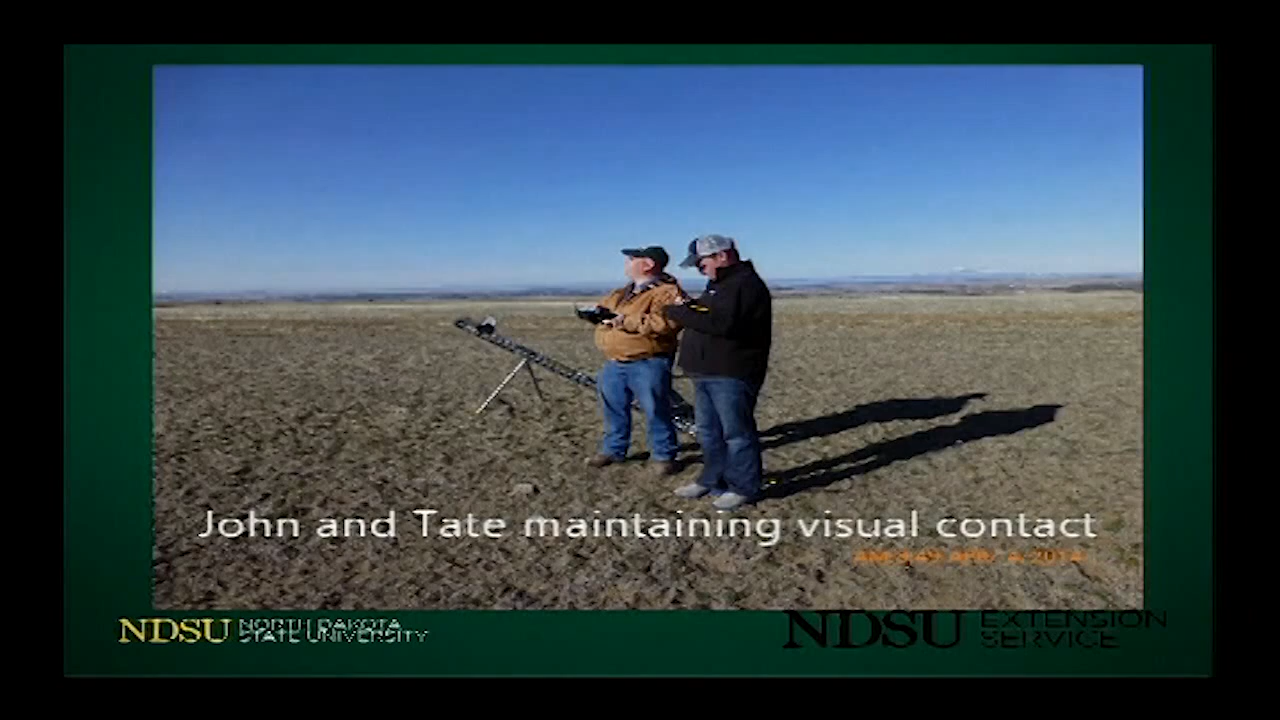 John and Tate maintaining visual contact
NDSU NORTH DAKOTA
STATE UNIVERSITY
NDSU EXTENSION
SERVICE